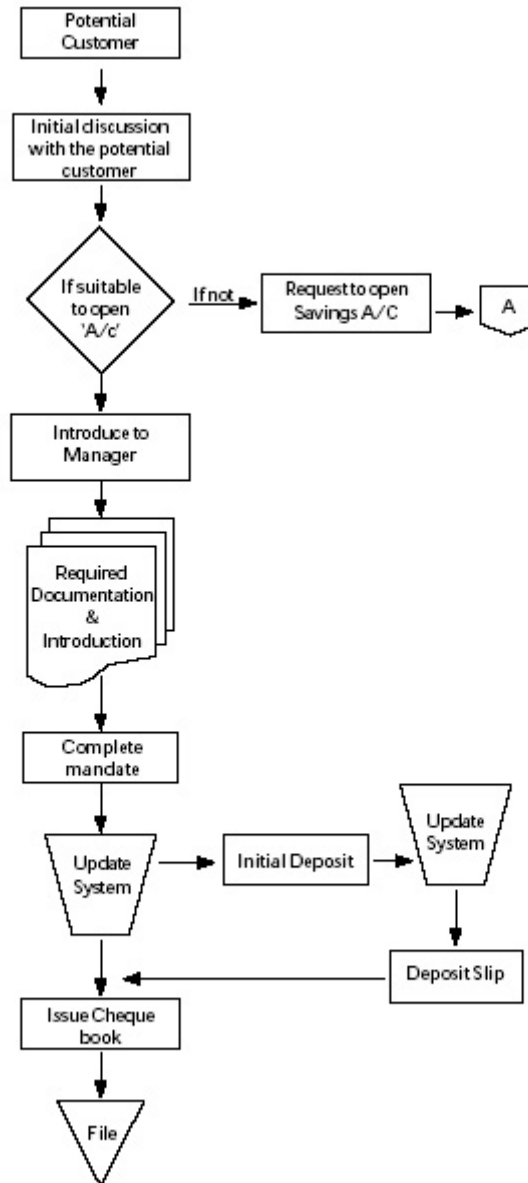 Potential
Customer
Initial discussion
with the potential
customer
If suitable
to open
'A/c'
If not
Request to open
Savings A/C
A
Introduce to
Manager
Required
Documentation
&
Introduction
Complete
mandate
Update
System
Initial Deposit
Update
System
Deposit Slip
Issue Cheque
book
File